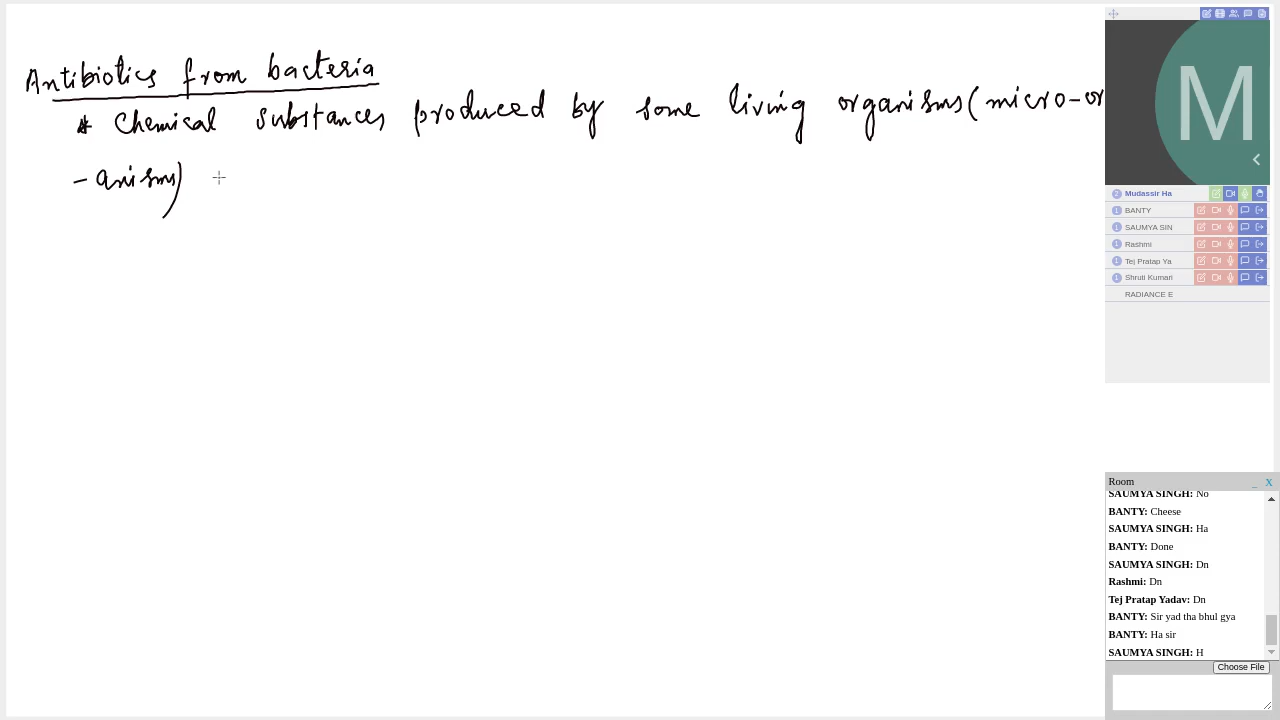 Antibiotics from bacteria
* Chemical substances produced by some living organisms(micro-or
- anisms)
M
Mudassir Ha
BANTY
SAUMYA SIN
Rashmi
Tej Pratap Ya
Shruti Kumari
RADIANCE E
Room _ X
SAUMYA SINGH: No
BANTY: Cheese
SAUMYA SINGH: Ha
BANTY: Done
SAUMYA SINGH: Dn
Rashmi: Dn
Tej Pratap Yadav: Dn
BANTY: Sir yad tha bhul gya
BANTY: Ha sir
SAUMYA SINGH: H
Choose File